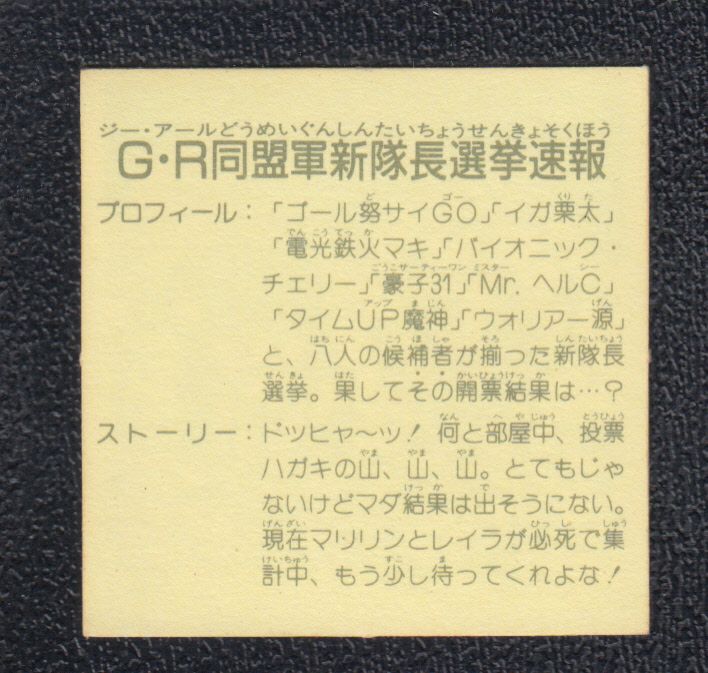 ジー・アールどうめいぐんしんたいちょうせんきょそくほう
G・R同盟軍新隊長選挙速報
プロフィール：「ゴール努サイGO」「イガ栗太」
「電光鉄火マキ」「バイオニック・
チェリー」「豪子31」「Mr. ヘルC」
「タイムUP魔神」「ウォリアー源」
と、八人の候補者が揃った新隊長
選挙。果してその開票結果は…？
ストーリー：ドッヒャ〜ッ！何と部屋中、投票
ハガキの山、山、山。とてもじゃ
ないけどマダ結果は出そうにない。
現在マリリンとレイラが必死で集
計中、もう少し待ってくれよな！